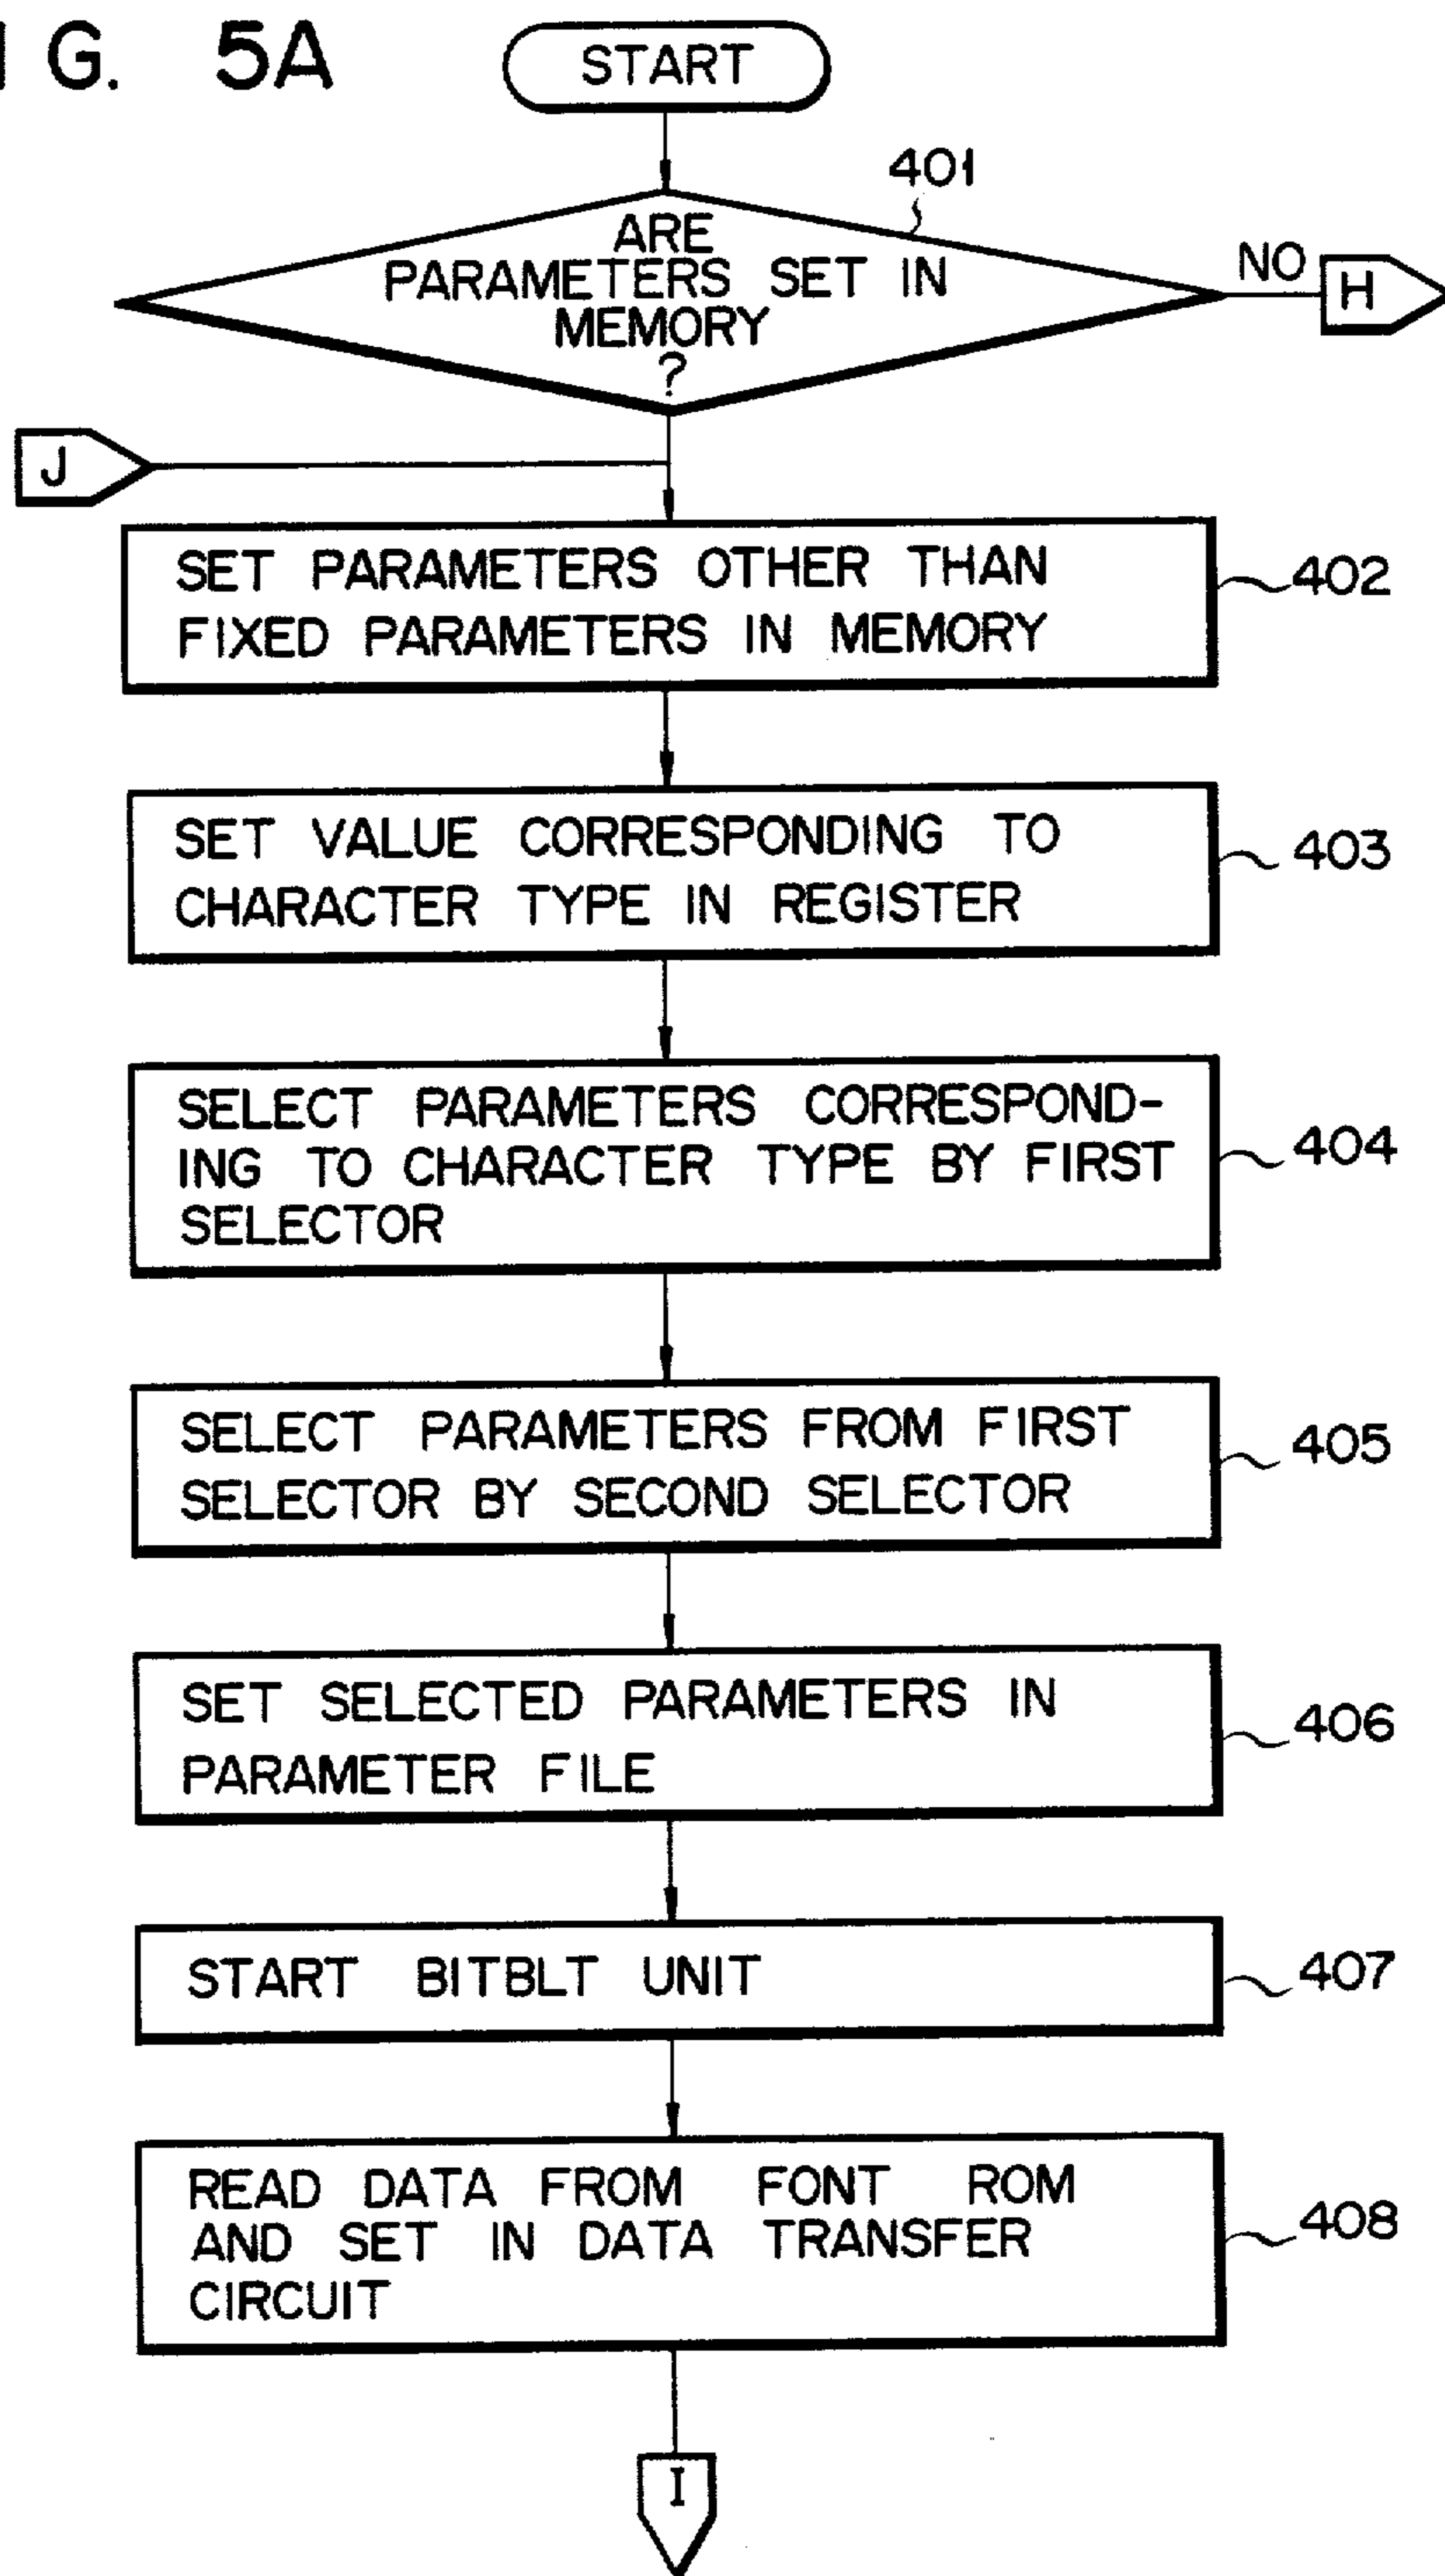 IG. 5A
START
401
ARE
PARAMETERS SET IN
MEMORY
?
NO
H
J
SET PARAMETERS OTHER THAN
FIXED PARAMETERS IN MEMORY
402
SET VALUE CORRESPONDING TO
CHARACTER TYPE IN REGISTER
403
SELECT PARAMETERS CORRESPOND-
ING TO CHARACTER TYPE BY FIRST
SELECTOR
404
SELECT PARAMETERS FROM FIRST
SELECTOR BY SECOND SELECTOR
405
SET SELECTED PARAMETERS IN
PARAMETER FILE
406
START BITBLT UNIT
407
READ DATA FROM FONT ROM
AND SET IN DATA TRANSFER
CIRCUIT
408
I